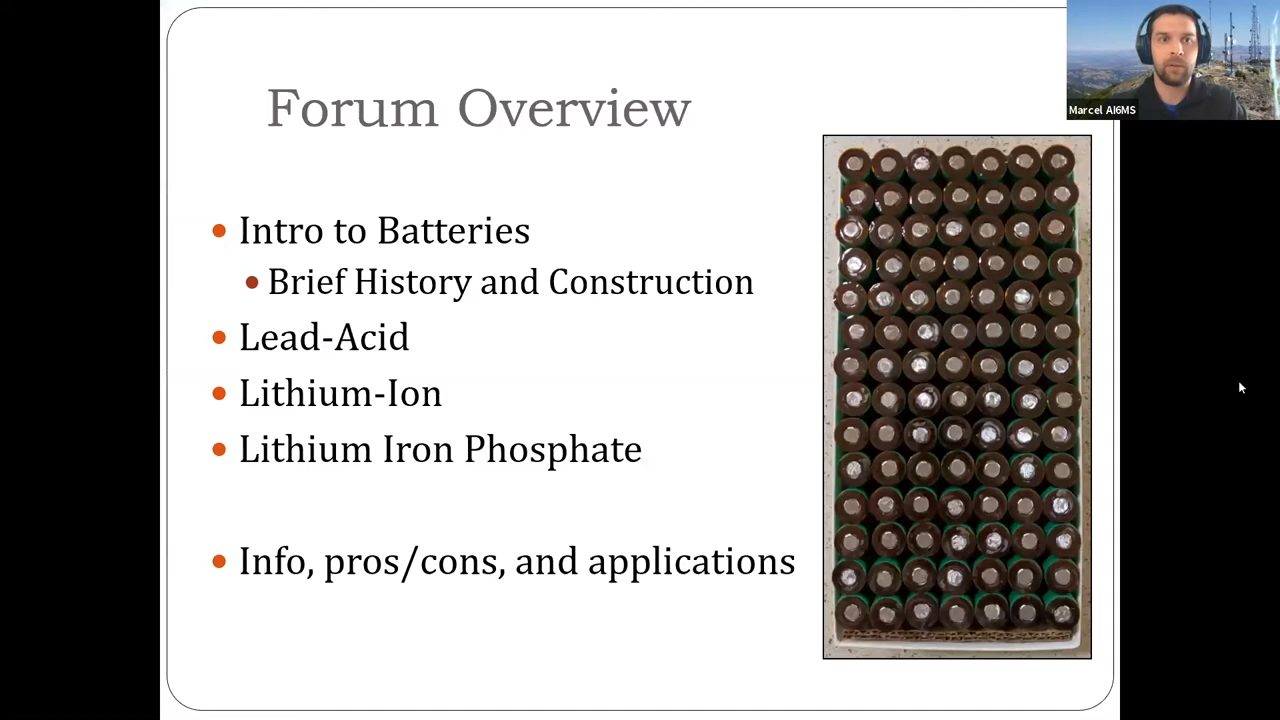 Forum Overview
Marcel AI6MS
Intro to Batteries
Brief History and Construction
Lead-Acid
Lithium-Ion
Lithium Iron Phosphate
Info, pros/cons, and applications